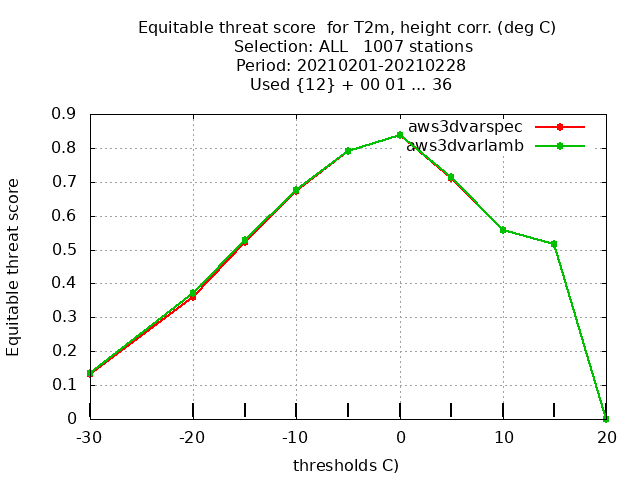 Equitable threat score  for T2m, height corr. (deg C)
Selection: ALL   1007 stations
Period: 20210201-20210228
Used {12} + 00 01 ... 36
aws3dvarspec
aws3dvarlamb
Equitable threat score
0.9
0.8
0.7
0.6
0.5
0.4
0.3
0.2
0.1
0
-30
-20
-10
0
10
20
thresholds C)